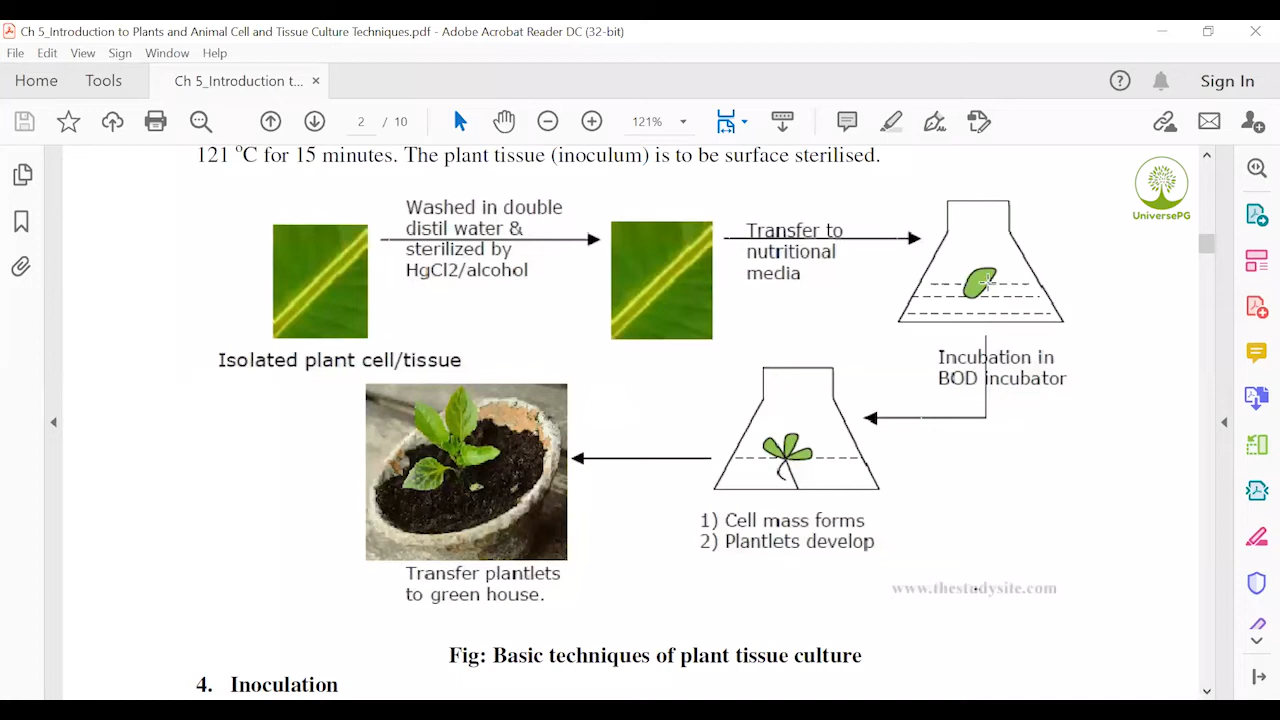 Ch 5_Introduction to Plants and Animal Cell and Tissue Culture Techniques.pdf - Adobe Acrobat Reader DC (32-bit)
File Edit View Sign Window Help
Home Tools Ch 5_Introduction t... × Sign In
2 / 10 121%
121 °C for 15 minutes. The plant tissue (inoculum) is to be surface sterilised.
UniversePG
Washed in double
distil water &
sterilized by
HgCl2/alcohol
Transfer to
nutritional
media
Isolated plant cell/tissue
Incubation in
BOD incubator
1) Cell mass forms
2) Plantlets develop
Transfer plantlets
to green house.
www.thestudysite.com
Fig: Basic techniques of plant tissue culture
4. Inoculation